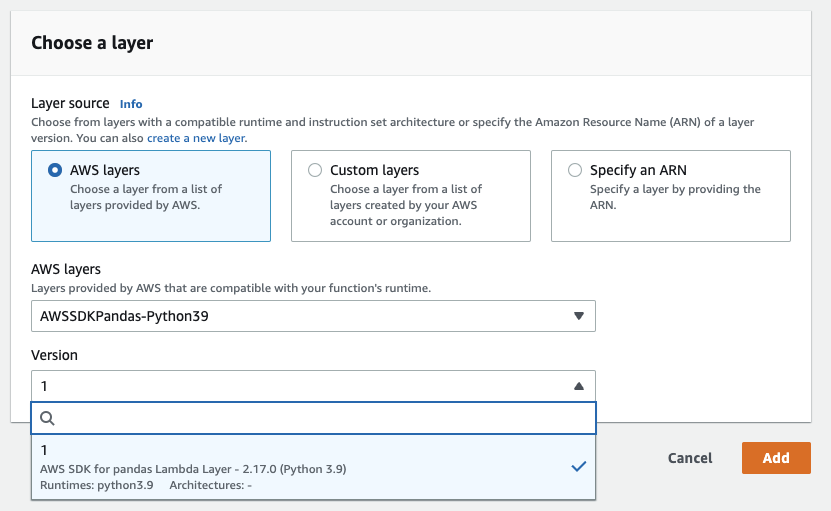 Choose a layer
Layer source Info
Choose from layers with a compatible runtime and instruction set architecture or specify the Amazon Resource Name (ARN) of a layer
version. You can also create a new layer.
AWS layers
Choose a layer from a list of
layers provided by AWS.
Custom layers
Choose a layer from a list of
layers created by your AWS
account or organization.
Specify an ARN
Specify a layer by providing the
ARN.
AWS layers
Layers provided by AWS that are compatible with your function's runtime.
AWSSDKPandas-Python39
Version
1
1
AWS SDK for pandas Lambda Layer - 2.17.0 (Python 3.9)
Runtimes: python3.9 Architectures: -
Cancel
Add